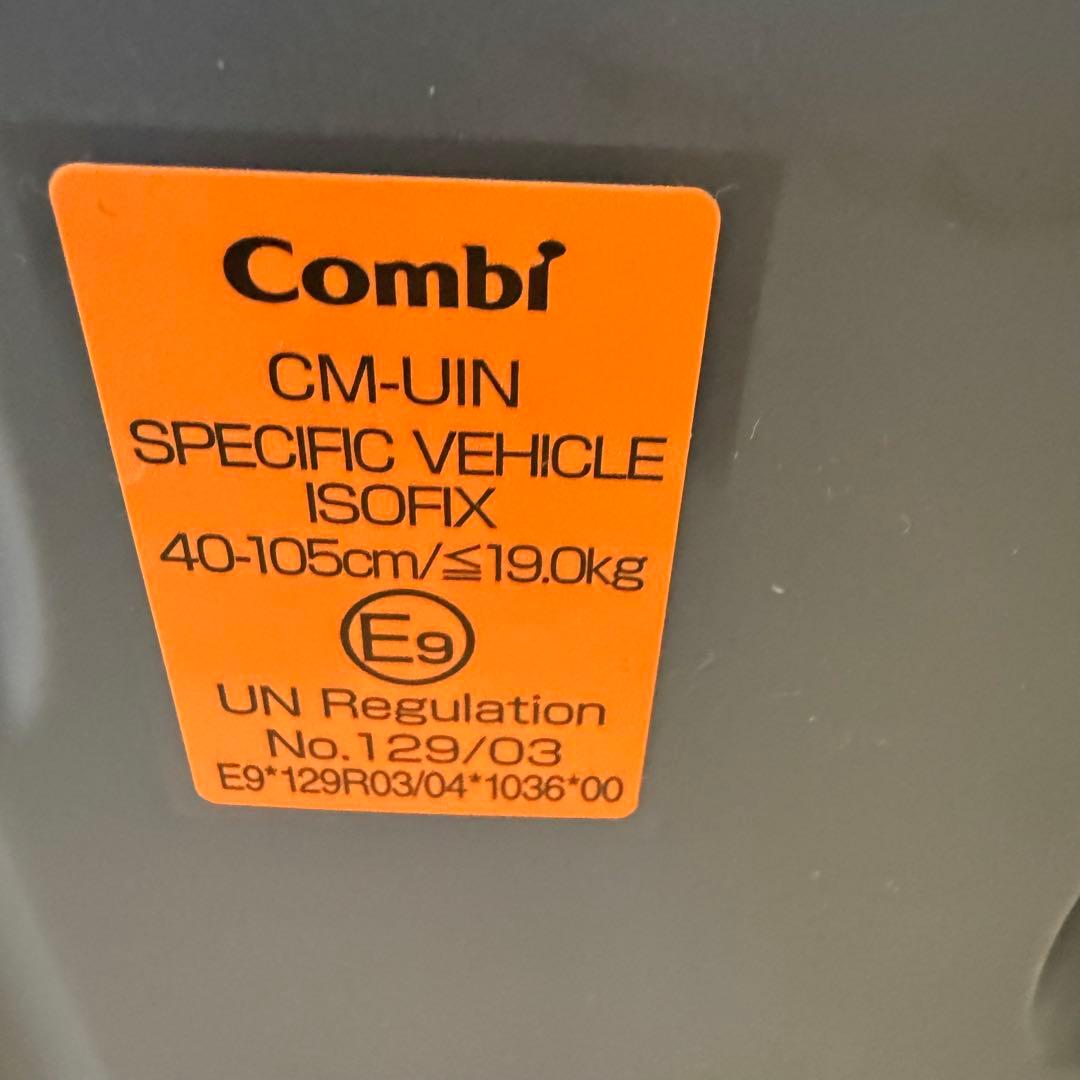 Combi
CM-UIN
SPECIFIC VEHICLE
ISOFIX
40-105cm/≦19.0kg
E9
UN Regulation
No.129/03
E9*129R03/04*1036*00